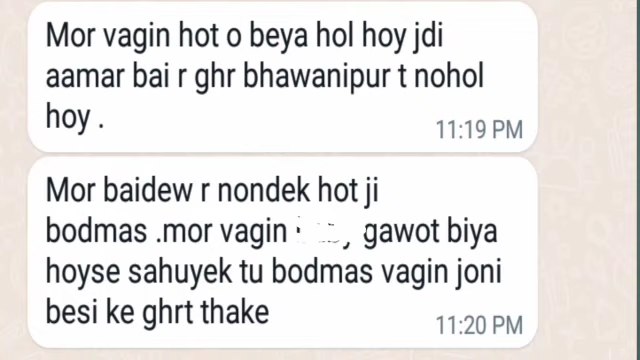 Mor vagin hot o beya hol hoy jdi
aamar bai r ghr bhawanipur t nohol
hoy .
11:19 PM
Mor baidew r nondek hot ji
bodmas .mor vagin gawot biya
hoyse sahuyek tu bodmas vagin joni
besi ke ghrt thake
11:20 PM